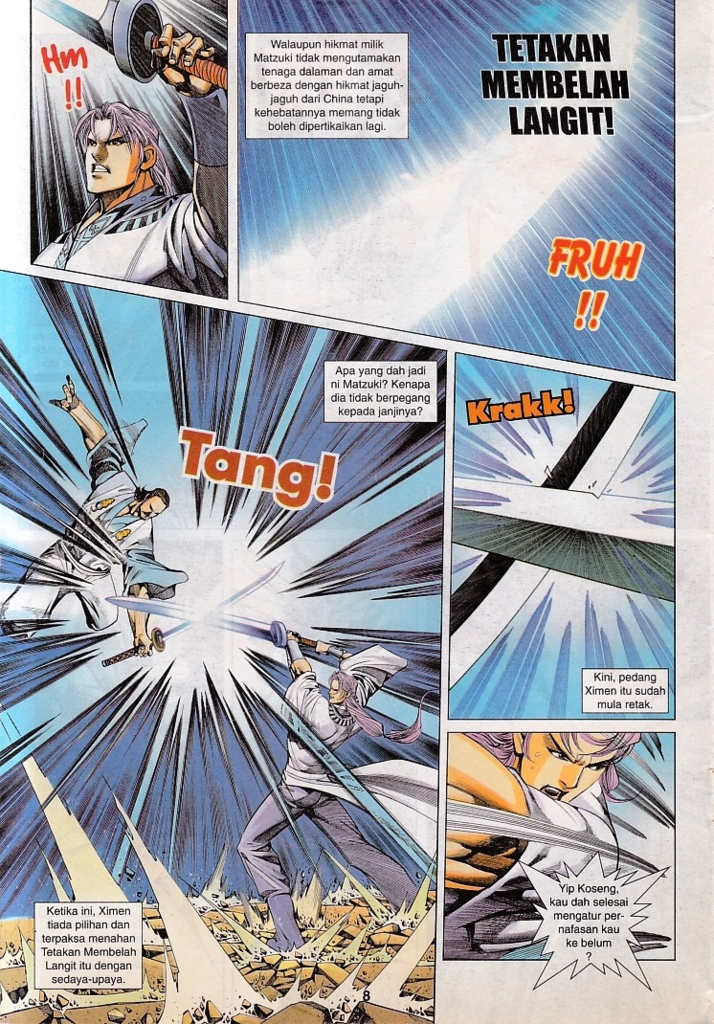 Hm
!!
Walaupun hikmat milik
Matzuki tidak mengutamakan
tenaga dalaman dan amat
berbeza dengan hikmat jaguh-
jaguh dari China tetapi
kehebatannya memang tidak
boleh dipertikaikan lagi.
TETAKAN
MEMBELAH
LANGIT!
FRUH
!!
Apa yang dah jadi
ni Matzuki? Kenapa
dia tidak berpegang
kepada janjinya?
Tang!
Ketika ini, Ximen
tiada pilihan dan
terpaksa menahan
Tetakan Membelah
Langit itu dengan
sedaya-upaya.
Krakk!
Kini, pedang
Ximen itu sudah
mula retak.
Yip Koseng,
kau dah selesai
mengatur per-
nafasan kau
ke belum
?
8